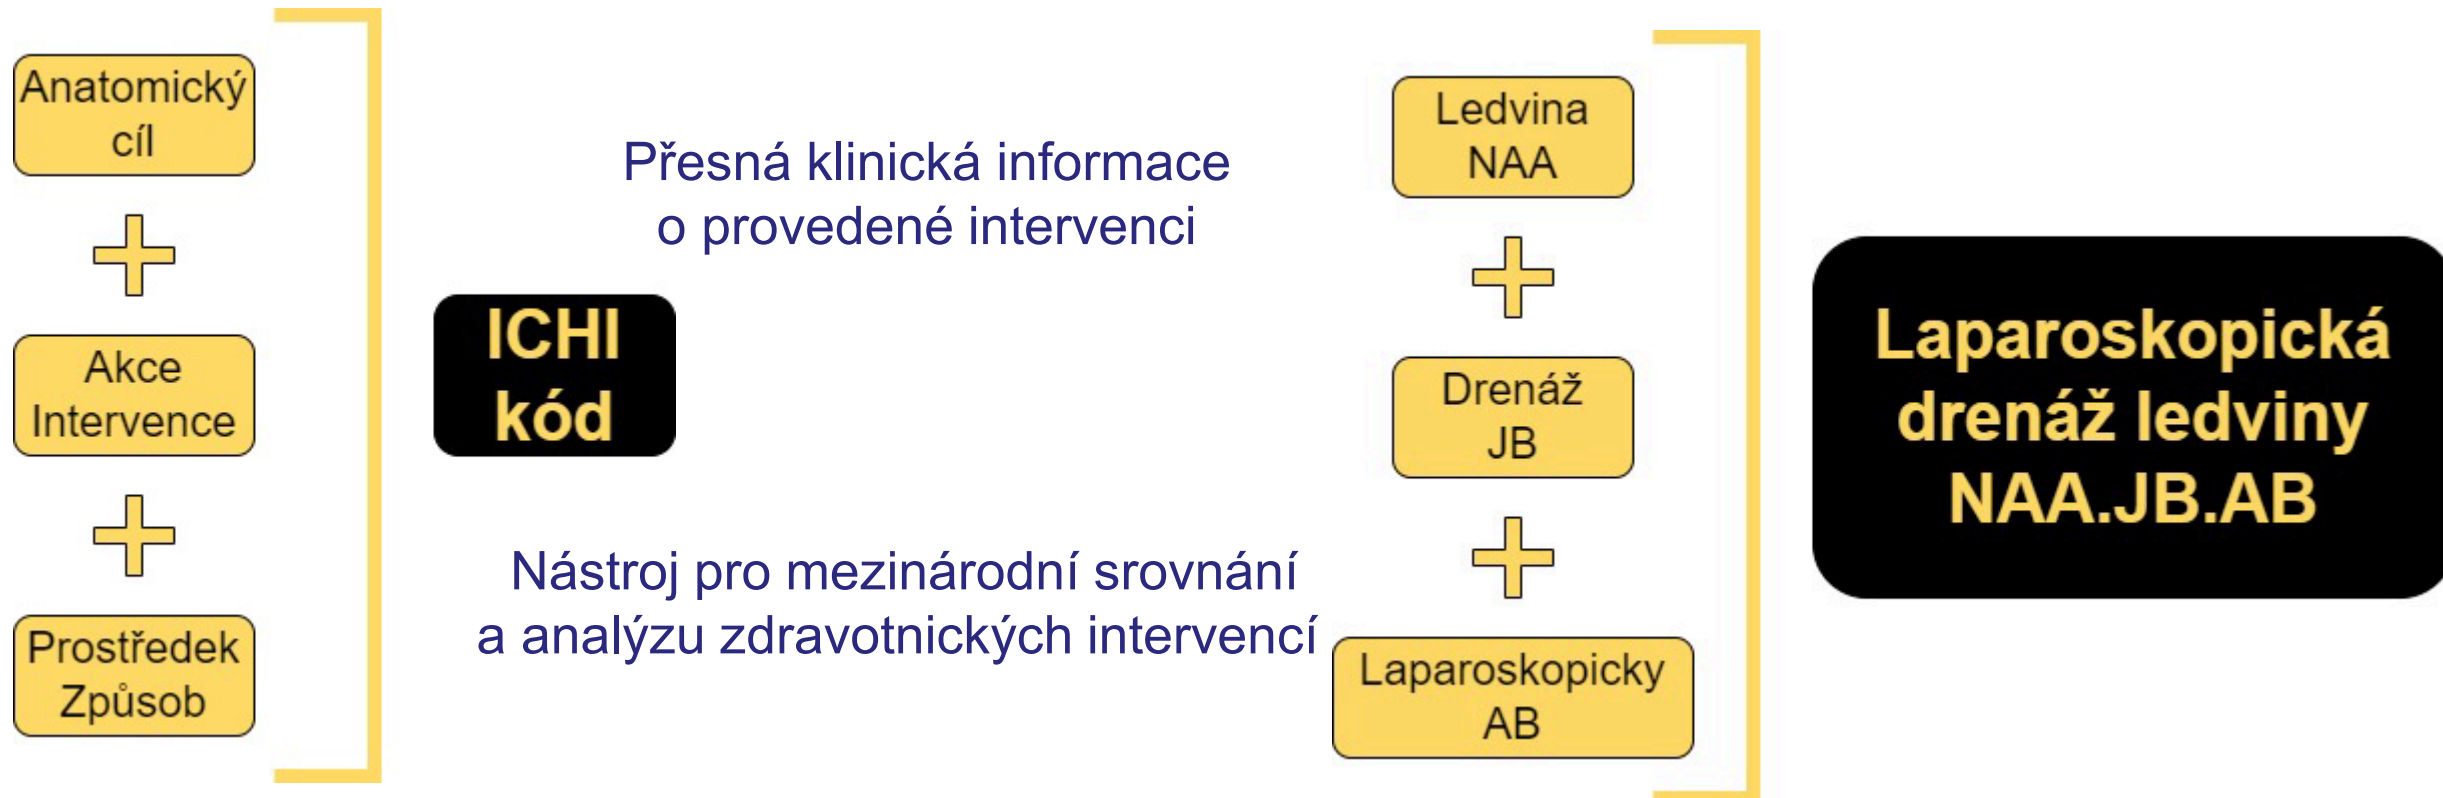 Anatomický
cíl
Akce
Intervence
Prostředek
Způsob
ICHI
kód
Přesná klinická informace
o provedené intervenci
Nástroj pro mezinárodní srovnání
a analýzu zdravotnických intervencí
Ledvina
NAA
Drenáž
JB
Laparoskopicky
AB
Laparoskopická
drenáž ledviny
NAA.JB.AB